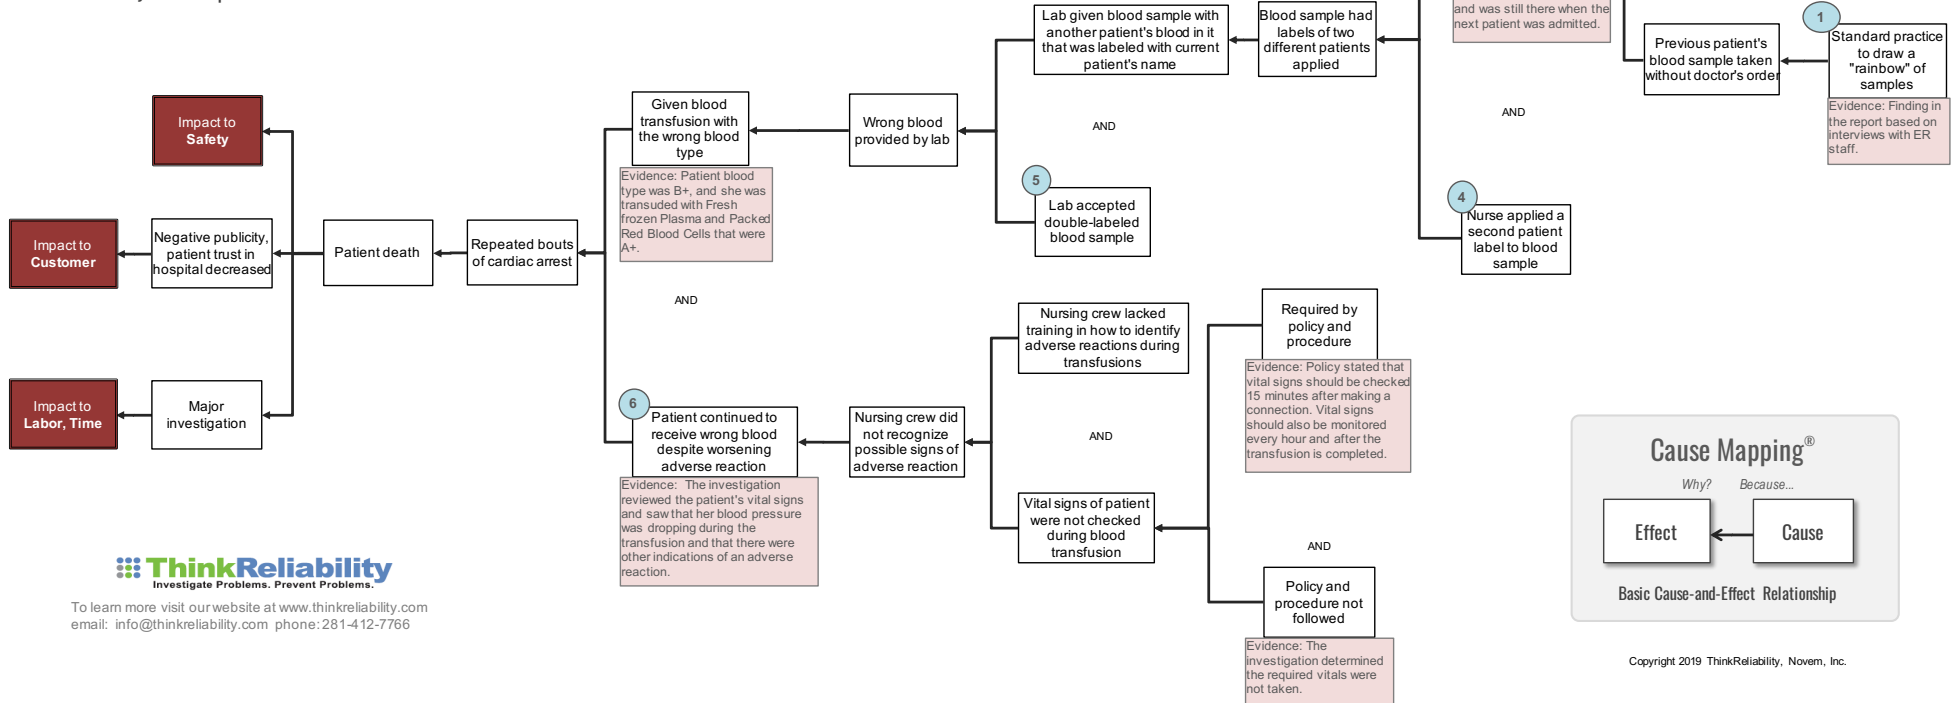 and was still there when the
next patient was admitted.
Lab given blood sample with
another patient's blood in it
that was labeled with current
patient's name
Blood sample had
labels of two
different patients
applied
1
Standard practice
to draw a
"rainbow" of
samples
Previous patient's
blood sample taken
without doctor's order
Evidence: Finding in
the report based on
interviews with ER
staff.
Impact to
Safety
Given blood
transfusion with
the wrong blood
type
Wrong blood
provided by lab
AND
AND
Evidence: Patient blood
type was B+, and she was
transuded with Fresh
frozen Plasma and Packed
Red Blood Cells that were
A+.
5
Lab accepted
double-labeled
blood sample
4
Nurse applied a
second patient
label to blood
sample
Impact to
Customer
Negative publicity,
patient trust in
hospital decreased
Patient death
Repeated bouts
of cardiac arrest
AND
Nursing crew lacked
training in how to identify
adverse reactions during
transfusions
Required by
policy and
procedure
Evidence: Policy stated that
vital signs should be checked
15 minutes after making a
connection. Vital signs
should also be monitored
every hour and after the
transfusion is completed.
Impact to
Labor, Time
Major
investigation
6
Patient continued to
receive wrong blood
despite worsening
adverse reaction
Nursing crew did
not recognize
possible signs of
adverse reaction
AND
Evidence: The investigation
reviewed the patient's vital signs
and saw that her blood pressure
was dropping during the
transfusion and that there were
other indications of an adverse
reaction.
Vital signs of patient
were not checked
during blood
transfusion
AND
Policy and
procedure not
followed
Evidence: The
investigation determined
the required vitals were
not taken.
Cause Mapping®
Why? Because...
Effect
Cause
Basic Cause-and-Effect Relationship
ThinkReliability
Investigate Problems. Prevent Problems.
To learn more visit our website at www.thinkreliability.com
email: info@thinkreliability.com phone: 281-412-7766
Copyright 2019 ThinkReliability, Novem, Inc.